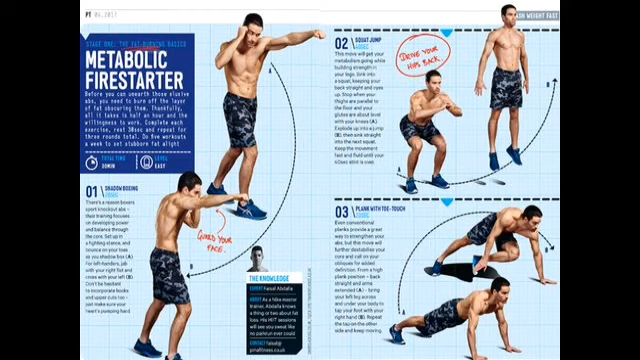 PT 04.2017
STAGE ONE: THE FAT-BURNING BASICS
METABOLIC
FIRESTARTER
Before you can unearth those elusive
abs, you need to burn off the layer
of fat obscuring them. Thankfully,
all it takes is half an hour and the
willingness to work. Complete each
exercise, rest 30sec and repeat for
three rounds total. Do five workouts
a week to set stubborn fat alight
TOTAL TIME
30MIN
LEVEL
EASY
01 SHADOW BOXING
There's a reason boxers
sport knockout abs –
their training focuses
on developing power
and balance through
the core. Set up in
a fighting stance, and
bounce on your toes
as you shadow box (A).
For left-handers, jab
with your right fist and
cross with your left (B).
Don't be hesitant
to incorporate hooks
and upper cuts too –
just make sure your
heart's pumping hard
GUARD YOUR
FACE.
B
THE KNOWLEDGE
EXPERT Faisal Abdalla
ABOUT As a Nike master
trainer, Abdalla knows
a thing or two about fat
loss. His HIIT sessions
will see you sweat like
no pain can ever find.
CONTACT faisal@
pmafitness.co.uk
WEIGHT FAST
02 SQUAT JUMP
This move will get your
metabolism going while
building strength in
your legs. Sink into
a squat, keeping your
back straight and eyes
up. Stop when your
thighs are parallel to
the floor and your
glutes are about level
with your knees (A).
Explode up into a jump
(B), then sink straight
into the next squat.
Keep the movement
fast and fluid until your
DRIVE YOUR
HIPS BACK
A
B
03 PLANK WITH TOE-TOUCH
Even conventional
planks provide a great
way to strengthen your
abs, but this move will
further destabilise your
core and call on your
obliques for added
definition. From a high
plank position – back
straight and arms
extended (A) – bring
your left leg across
and under your body to
tap your foot with your
right hand (B). Repeat
the tap on the other
side and keep moving.
B
A